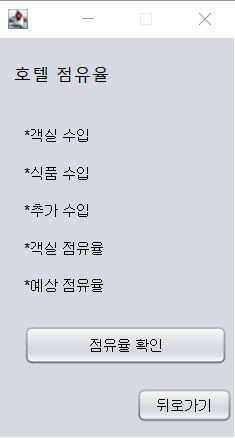 호텔 점유율
*객실 수입
*식품 수입
*추가 수입
*객실 점유율
*예상 점유율
점유율 확인
뒤로가기